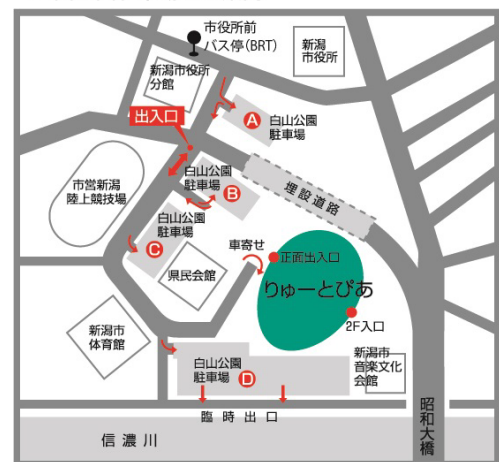 市役所前
バス停(BRT)
新潟
市役所
新潟市役所
分館
出入口
A
白山公園
駐車場
白山公園
駐車場
B
埋設道路
市営新潟
陸上競技場
白山公園
駐車場
C
車寄せ
正面出入口
県民会館
りゅーとぴあ
2F入口
新潟市
体育館
白山公園
駐車場
D
新潟市
音楽文化
会館
臨時出口
昭和大橋
信濃川